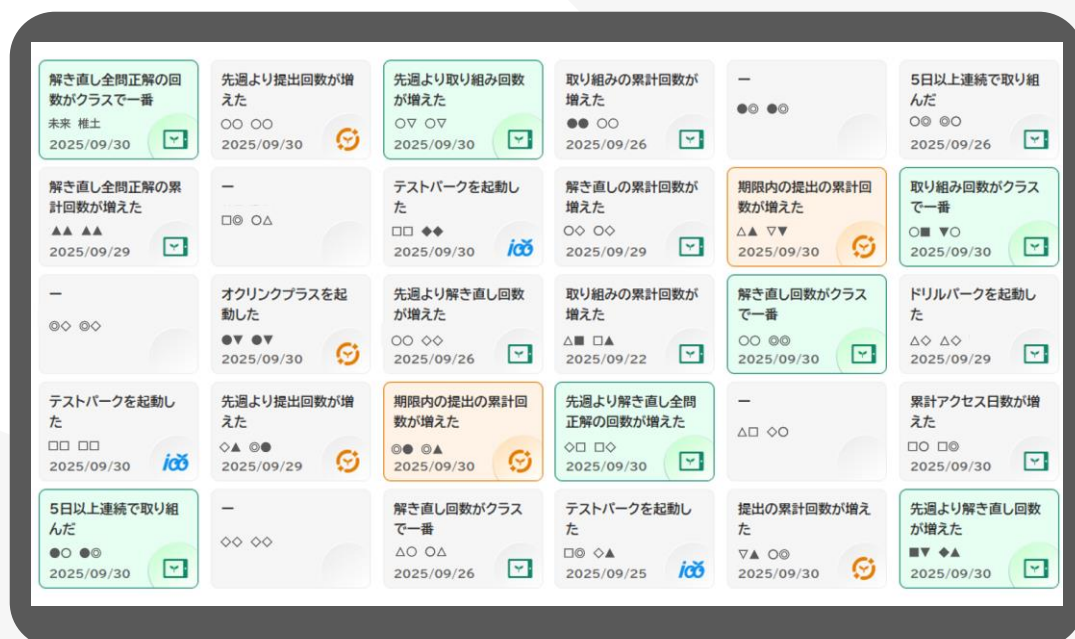 解き直し全問正解の回
数がクラスで一番
未来 椎土
2025/09/30
先週より提出回数が増
えた
○○ ○○
2025/09/30
先週より取り組み回数
が増えた
○▽ ○▽
2025/09/30
取り組みの累計回数が
増えた
●● ○○
2025/09/26
ー
●◎ ●◎
5日以上連続で取り組
んだ
○◎ ◎○
2025/09/26
解き直し全問正解の累
計回数が増えた
▲▲ ▲▲
2025/09/29
ー
□◎ ○△
テストパークを起動し
た
□□ ◆◆
2025/09/30
解き直しの累計回数が
増えた
○◇ ○◇
2025/09/29
期限内の提出の累計回
数が増えた
△▲ ▽▼
2025/09/30
取り組み回数がクラス
で一番
○■ ▼○
2025/09/30
ー
◎◇ ◎◇
オクリンクプラスを起
動した
●▼ ●▼
2025/09/30
先週より解き直し回数
が増えた
○○ ◇◇
2025/09/26
取り組みの累計回数が
増えた
△■ □▲
2025/09/22
解き直し回数がクラス
で一番
○○ ◎◎
2025/09/30
ドリルパークを起動し
た
△◇ △◇
2025/09/29
テストパークを起動し
た
□□ □□
2025/09/30
先週より提出回数が増
えた
◇▲ ◎●
2025/09/29
期限内の提出の累計回
数が増えた
◎● ◎▲
2025/09/30
先週より解き直し全問
正解の回数が増えた
◇□ □◇
2025/09/30
ー
△□ ◇○
累計アクセス日数が増
えた
□○ □◎
2025/09/30
5日以上連続で取り組
んだ
●○ ●◎
2025/09/30
ー
◇◇ ◇◇
解き直し回数がクラス
で一番
△○ ○△
2025/09/26
テストパークを起動し
た
□◎ ◇▲
2025/09/25
提出の累計回数が増え
た
▽▲ ○◎
2025/09/30
先週より解き直し回数
が増えた
■▼ ◆▲
2025/09/30